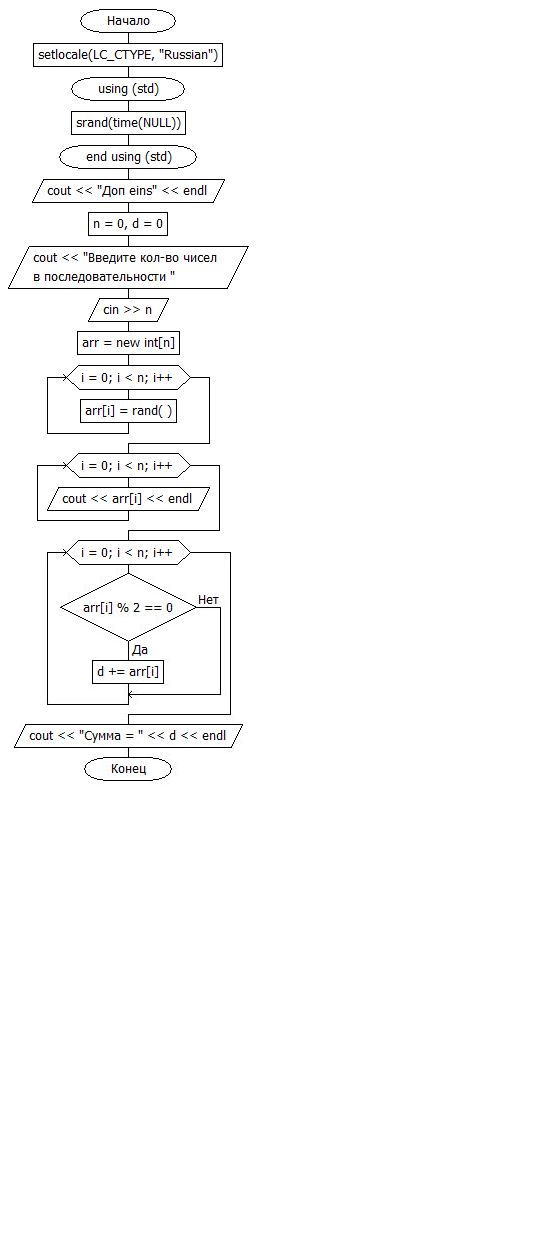 Начало
setlocale(LC_CTYPE, "Russian")
using (std)
srand(time(NULL))
end using (std)
cout << "Доп eins" << endl
n = 0, d = 0
cout << "Введите кол-во чисел
в последовательности "
cin >> n
arr = new int[n]
i = 0; i < n; i++
arr[i] = rand( )
i = 0; i < n; i++
cout << arr[i] << endl
i = 0; i < n; i++
Нет
arr[i] % 2 == 0
Да
d += arr[i]
cout << "Сумма = " << d << endl
Конец